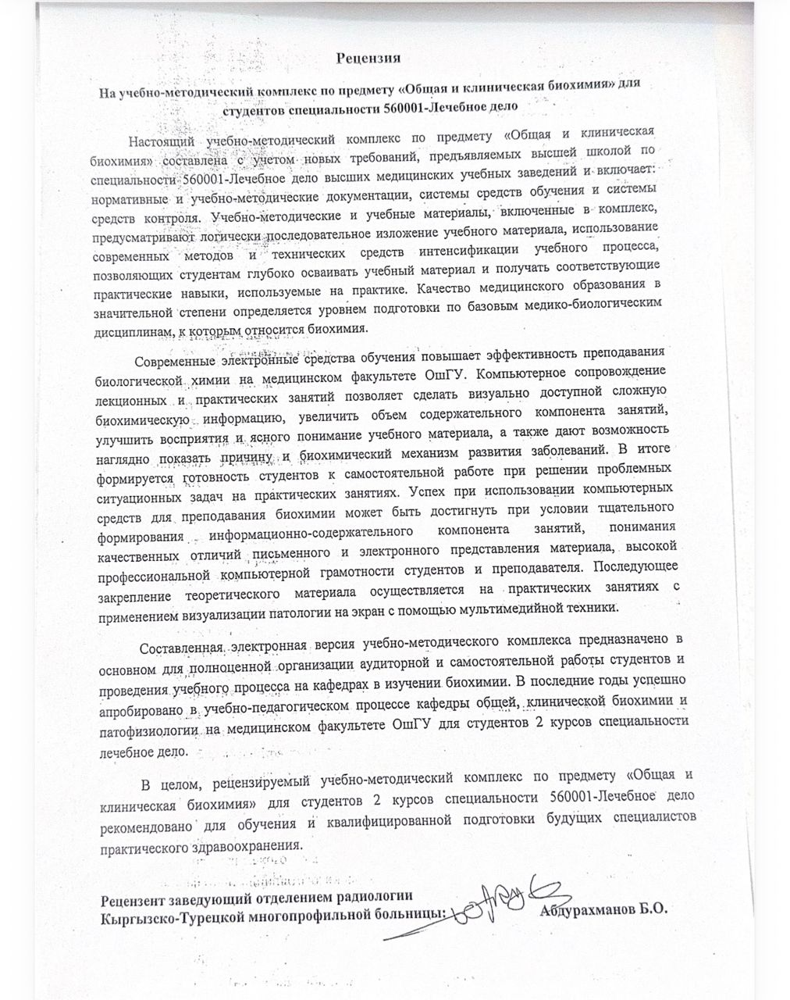 Рецензия
На учебно-методический комплекс по предмету «Общая и клиническая биохимия» для
студентов специальности 560001-Лечебное дело
Настоящий учебно-методический комплекс по предмету «Общая и клиническая
биохимия» составлена с учетом новых требований, предъявляемых высшей школой по
специальности 560001-Лечебное дело высших медицинских учебных заведений и включает:
нормативные и учебно-методические документации, системы средств обучения и системы
средств контроля. Учебно-методические и учебные материалы, включенные в комплекс,
предусматривают логически последовательное изложение учебного материала, использование
современных методов и технических средств интенсификации учебного процесса,
позволяющих студентам глубоко осваивать учебный материал и получать соответствующие
практические навыки, используемые на практике. Качество медицинского образования в
значительной степени определяется уровнем подготовки по базовым медико-биологическим
дисциплинам, к которым относится биохимия.
Современные электронные средства обучения повышает эффективность преподавания
биологической химии на медицинском факультете ОшГУ. Компьютерное сопровождение
лекционных и практических занятий позволяет сделать визуально доступной сложную
биохимическую информацию, увеличить объем содержательного компонента занятий,
улучшить восприятия и ясного понимание учебного материала, а также дают возможность
наглядно показать причину и биохимический механизм развития заболеваний. В итоге
формируется готовность студентов к самостоятельной работе при решении проблемных
ситуационных задач на практических занятиях. Успех при использовании компьютерных
средств для преподавания биохимии может быть достигнуть при условии тщательного
формирования информационно-содержательного компонента занятий, понимания
качественных отличий письменного и электронного представления материала, высокой
профессиональной компьютерной грамотности студентов и преподавателя. Последующее
закрепление теоретического материала осуществляется на практических занятиях с
применением визуализации патологии на экран с помощью мультимедийной техники.
Составленная электронная версия учебно-методического комплекса предназначено в
основном для полноценной организации аудиторной и самостоятельной работы студентов и
проведения учебного процесса на кафедрах в изучении биохимии. В последние годы успешно
апробировано в учебно-педагогическом процессе кафедры общей, клинической биохимии и
патофизиологии на медицинском факультете ОшГУ для студентов 2 курсов специальности
лечебное дело.
В целом, рецензируемый учебно-методический комплекс по предмету «Общая и
клиническая биохимия» для студентов 2 курсов специальности 560001-Лечебное дело
рекомендовано для обучения и квалифицированной подготовки будущих специалистов
практического здравоохранения.
Рецензент заведующий отделением радиологии
Кыргызско-Турецкой многопрофильной больницы: Абдурахманов Б.О.